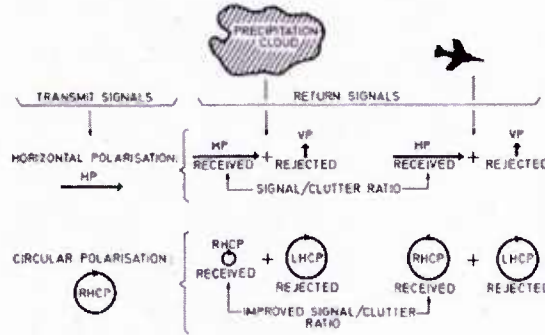 PRECIPITATION
CLOUD
TRANSMIT SIGNALS
RETURN SIGNALS
HORIZONTAL POLARISATION:
HP
HP
RECEIVED
+
VP
REJECTED
HP
RECEIVED
+
VP
REJECTED
SIGNAL/CLUTTER RATIO
CIRCULAR POLARISATION
RHCP
RHCP
RECEIVED
+
LHCP
REJECTED
RHCP
RECEIVED
+
LHCP
REJECTED
IMPROVED SIGNAL/CLUTTER
RATIO